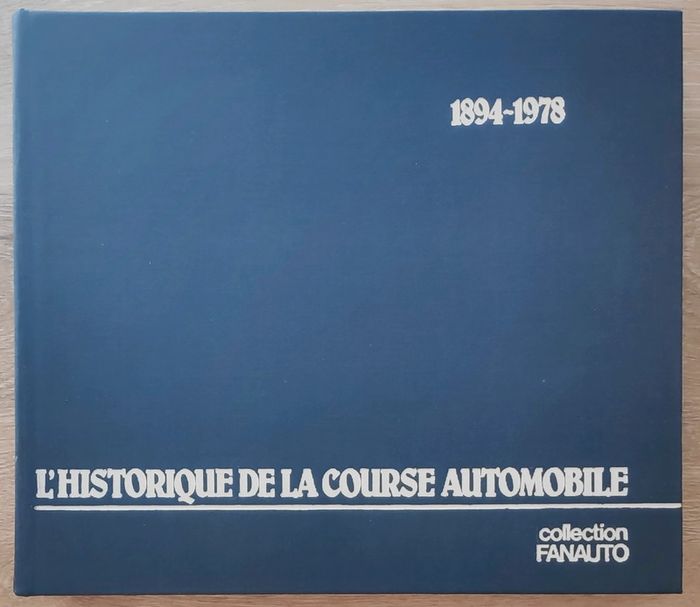 1894-1978
L'HISTORIQUE DE LA COURSE AUTOMOBILE
collection
FANAUTO